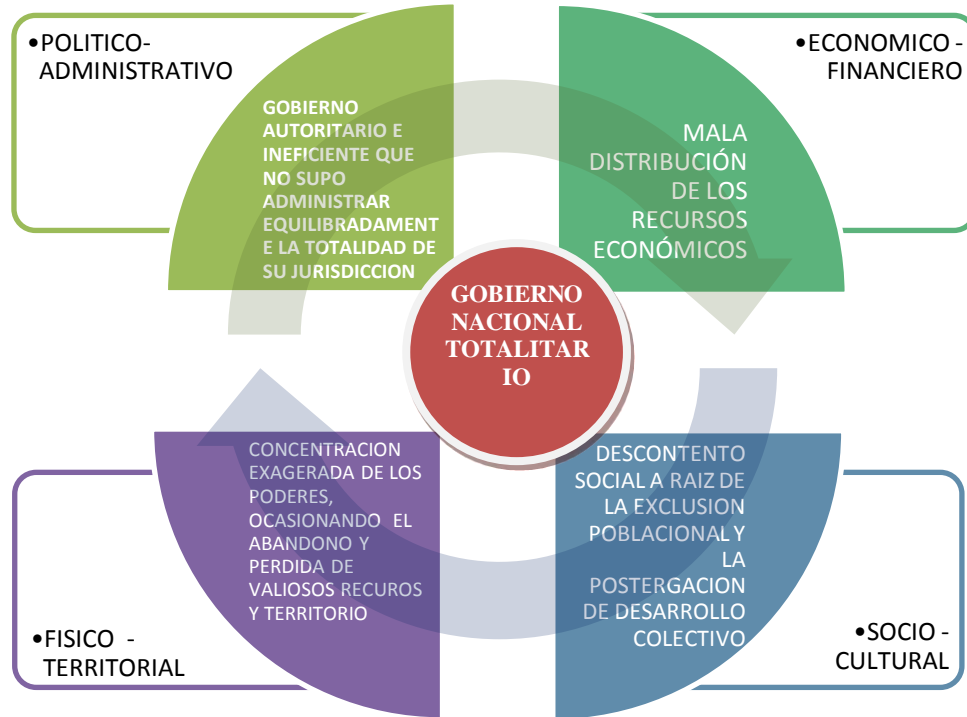 •POLITICO-
ADMINISTRATIVO
GOBIERNO
AUTORITARIO E
INEFICIENTE QUE
NO SUPO
ADMINISTRAR
EQUILIBRADAMENT
E LA TOTALIDAD DE
SU JURISDICCION
•ECONOMICO -
FINANCIERO
MALA
DISTRIBUCIÓN
DE LOS
RECURSOS
ECONÓMICOS
GOBIERNO
NACIONAL
TOTALITAR
IO
CONCENTRACION
EXAGERADA DE LOS
PODERES,
OCASIONANDO EL
ABANDONO Y
PERDIDA DE
VALIOSOS RECUROS
Y TERRITORIO
•FISICO -
TERRITORIAL
DESCONTENTO
SOCIAL A RAIZ DE
LA EXCLUSION
POBLACIONAL Y
LA
POSTERGACION
DE DESARROLLO
COLECTIVO
•SOCIO -
CULTURAL